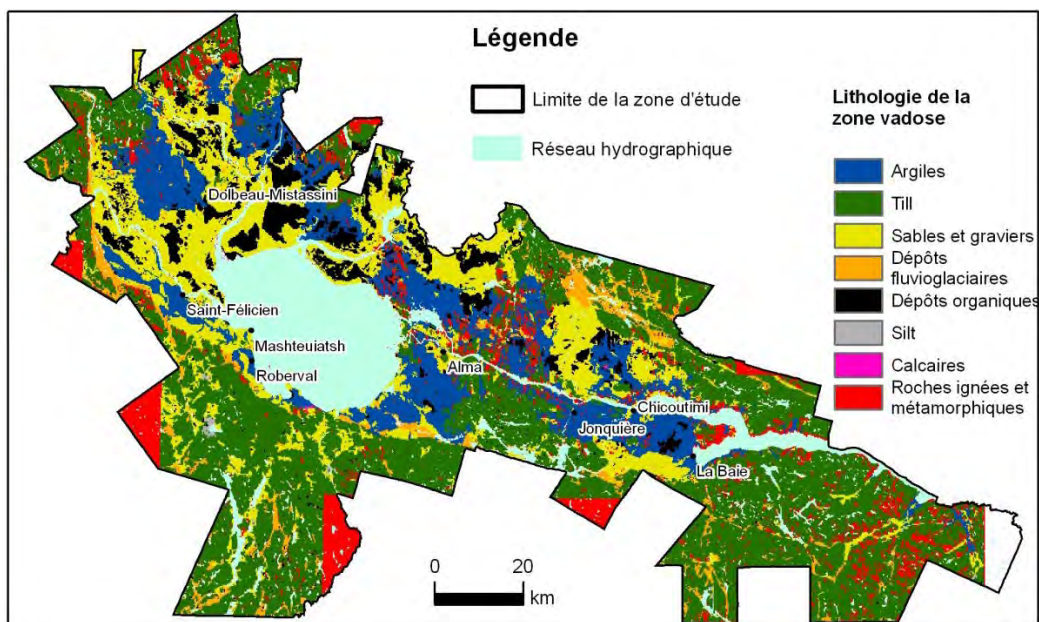 Légende
Limite de la zone d'étude
Réseau hydrographique
Lithologie de la
zone vadose
Argiles
Till
Sables et graviers
Dépôts
fluvioglaciaires
Dépôts organiques
Silt
Calcaires
Roches ignées et
métamorphiques
Dolbeau-Mistassini
Saint-Félicien
Mashteuiatsh
Roberval
Alma
Chicoutimi
Jonquière
La Baie
0 20
km